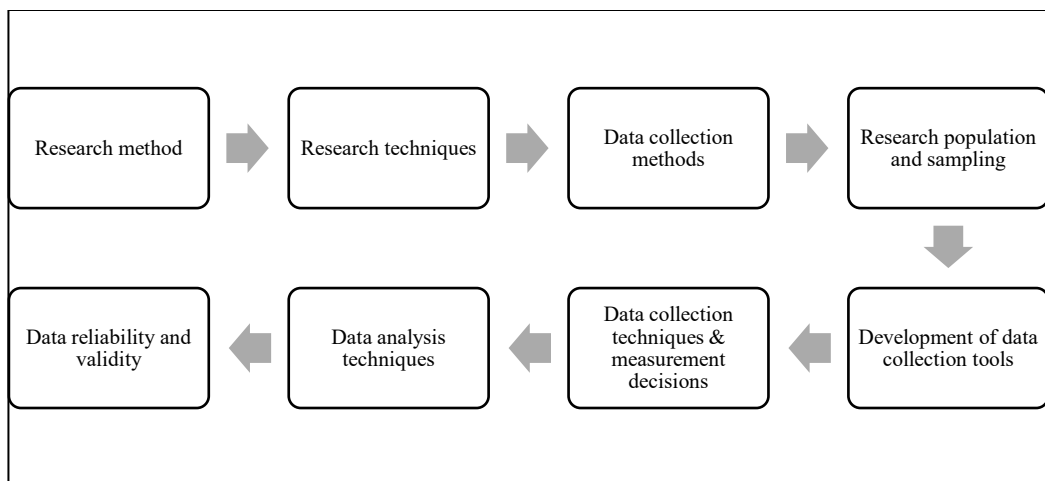 Research method
Research techniques
Data collection
methods
Research population
and sampling
Development of data
collection tools
Data collection
techniques &
measurement
decisions
Data analysis
techniques
Data reliability and
validity